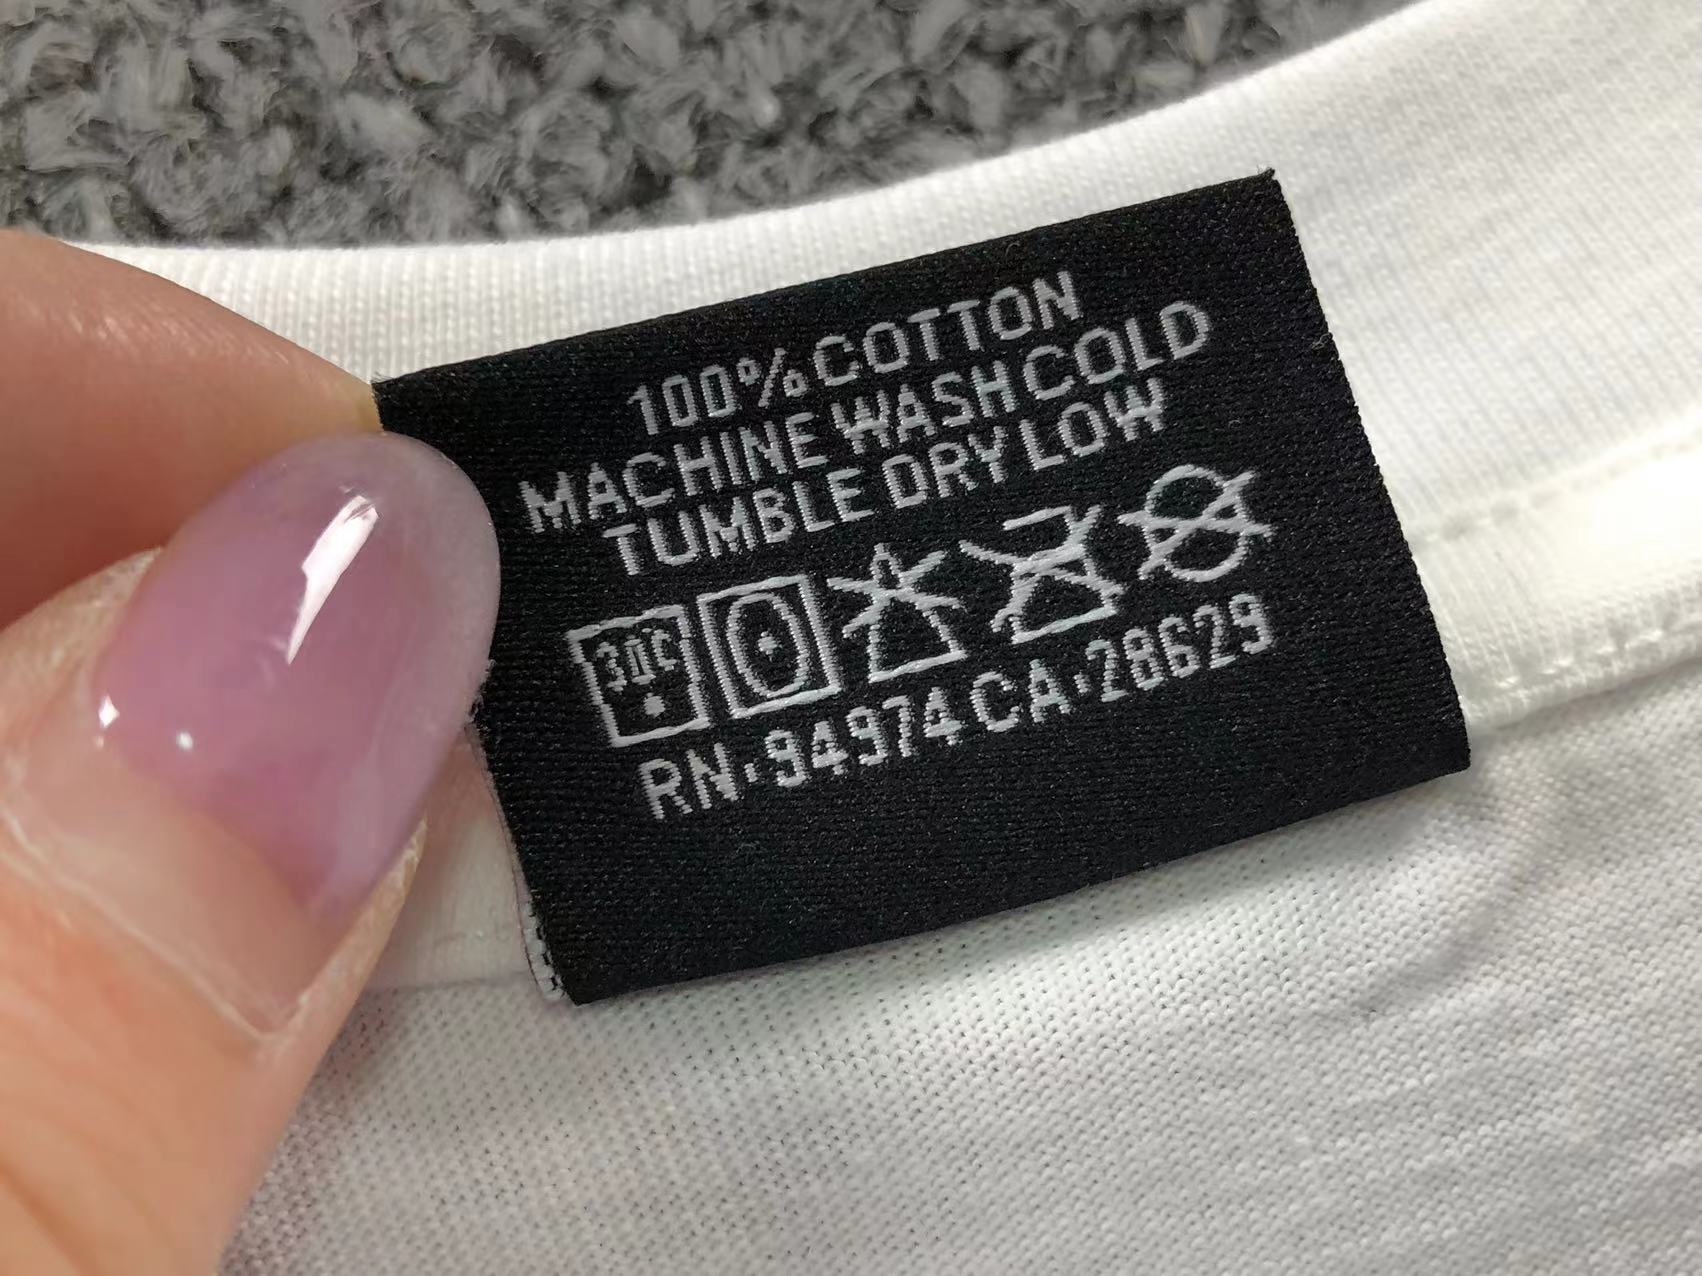 100% COTTON
MACHINE WASH COLD
TUMBLE DRY LOW
30°C
RN·94974 CA·28629